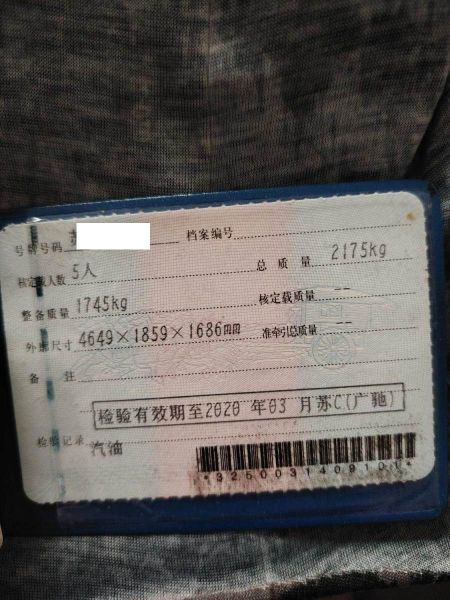 号牌号码 苏 档案编号
核定载人数 5人 总质量 2175kg
整备质量 1745kg 核定载质量 --
外廓尺寸 4649×1859×1686mm 准牵引总质量 --
备注
检验有效期至2020年03月苏C(广驰)
检验记录 汽油
*3250031409101*